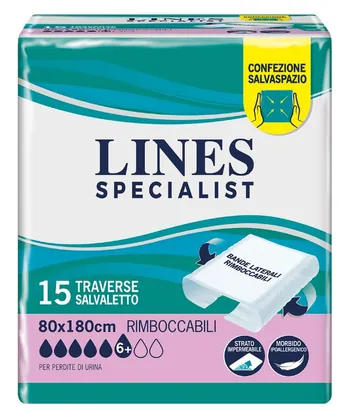 CONFEZIONE
SALVASPAZIO
LINES
SPECIALIST
15 TRAVERSE
SALVALETTO
BANDE LATERALI
RIMBOCCABILI
80x180cm RIMBOCCABILI
6+
PER PERDITE DI URINA
STRATO
IMPERMEABILE
MORBIDO
IPOALLERGENICO